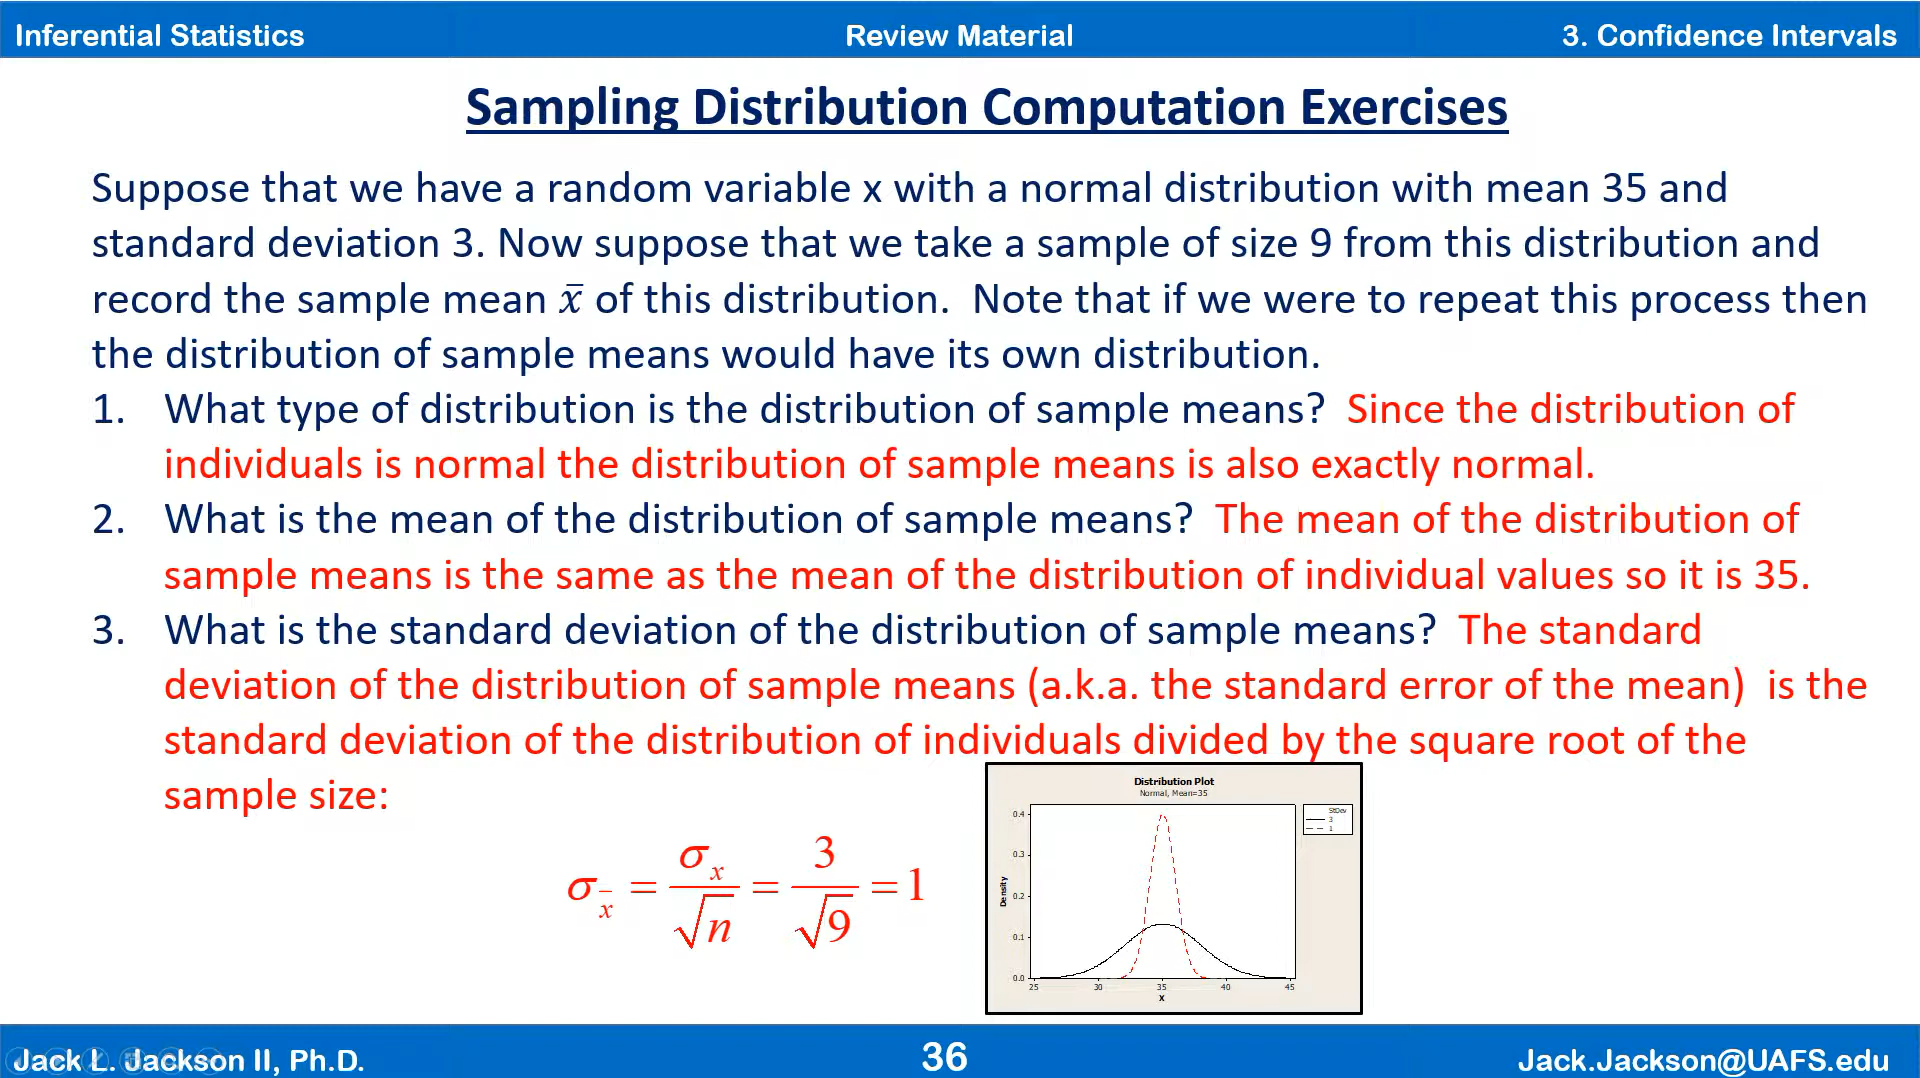 Inferential Statistics
Review Material
3. Confidence Intervals
Sampling Distribution Computation Exercises
Suppose that we have a random variable x with a normal distribution with mean 35 and
standard deviation 3. Now suppose that we take a sample of size 9 from this distribution and
record the sample mean x̄ of this distribution.  Note that if we were to repeat this process then
the distribution of sample means would have its own distribution.
1. What type of distribution is the distribution of sample means?  Since the distribution of
individuals is normal the distribution of sample means is also exactly normal.
2. What is the mean of the distribution of sample means?  The mean of the distribution of
sample means is the same as the mean of the distribution of individual values so it is 35.
3. What is the standard deviation of the distribution of sample means?  The standard
deviation of the distribution of sample means (a.k.a. the standard error of the mean)  is the
standard deviation of the distribution of individuals divided by the square root of the
sample size:
σ_x̄ = σ_x / √n = 3 / √9 = 1
Distribution Plot
Normal, Mean=35
StDev
3
1
0.4
0.3
0.2
0.1
0.0
Density
25 30 35 40 45
X
Jack L. Jackson II, Ph.D.
36
Jack.Jackson@UAFS.edu